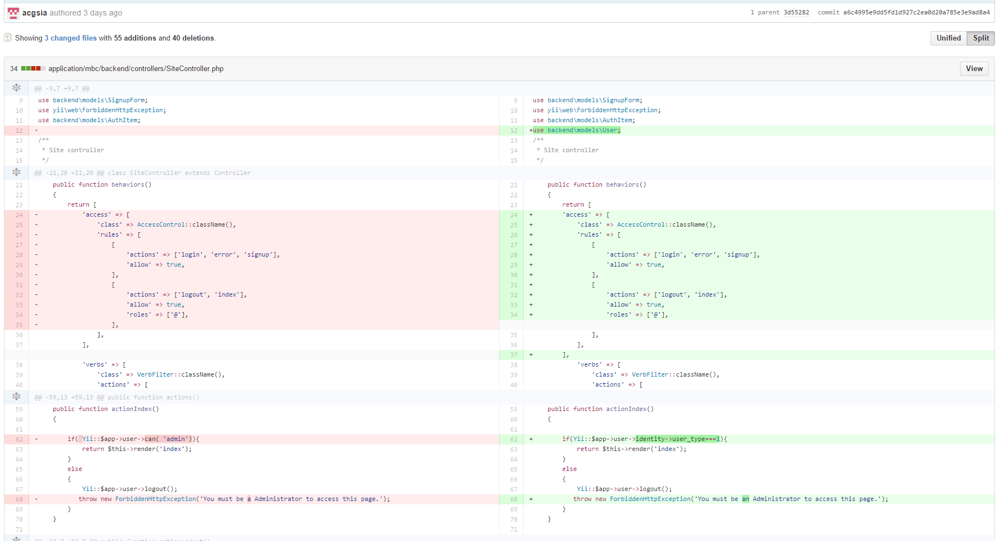 acgsia authored 3 days ago 1 parent 3d55282 commit a6c4995e9dd5fd1d927c2ea0d20a785e3e9ad8a4
Showing 3 changed files with 55 additions and 40 deletions. Unified Split
34 application/mbc/backend/controllers/SiteController.php View
@@ -9,7 +9,7 @@
9 use backend\models\SignupForm; 9 use backend\models\SignupForm;
10 use yii\web\ForbiddenHttpException; 10 use yii\web\ForbiddenHttpException;
11 use backend\models\AuthItem; 11 use backend\models\AuthItem;
12 - 12 +use backend\models\User;
13 /** 13 /**
14 * Site controller 14 * Site controller
15 */ 15 */
@@ -21,20 +21,20 @@ class SiteController extends Controller
21 public function behaviors() 21 public function behaviors()
22 { 22 {
23 return [ 23 return [
24 - 'access' => [ 24 + 'access' => [
25 - 'class' => AccessControl::className(), 25 + 'class' => AccessControl::className(),
26 - 'rules' => [ 26 + 'rules' => [
27 - [ 27 + [
28 - 'actions' => ['login', 'error', 'signup'], 28 + 'actions' => ['login', 'error', 'signup'],
29 - 'allow' => true, 29 + 'allow' => true,
30 - ], 30 + ],
31 - [ 31 + [
32 - 'actions' => ['logout', 'index'], 32 + 'actions' => ['logout', 'index'],
33 - 'allow' => true, 33 + 'allow' => true,
34 - 'roles' => ['@'], 34 + 'roles' => ['@'],
35 - ],
36 ], 35 ],
37 ], 36 ],
37 + ],
38 'verbs' => [ 38 'verbs' => [
39 'class' => VerbFilter::className(), 39 'class' => VerbFilter::className(),
40 'actions' => [ 40 'actions' => [
@@ -59,13 +59,13 @@ public function actions()
59 public function actionIndex() 59 public function actionIndex()
60 { 60 {
61 61
62 - if( Yii::$app->user->can( 'admin')){ 62 + if(Yii::$app->user->identity->user_type===1){
63 return $this->render('index'); 63 return $this->render('index');
64 } 64 }
65 else 65 else
66 { 66 {
67 Yii::$app->user->logout(); 67 Yii::$app->user->logout();
68 - throw new ForbiddenHttpException('You must be a Administrator to access this page.'); 68 + throw new ForbiddenHttpException('You must be an Administrator to access this page.');
69 } 69 }
70 } 70 }
71 71